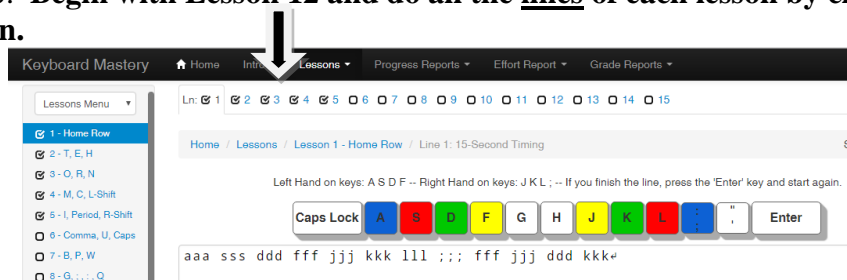 Begin with Lesson 12 and do all the lines of each lesson by
n.
Keyboard Mastery Home Lessons Progress Reports Effort Report Grade Reports
Lessons Menu
Ln: 1 2 3 4 5 6 7 8 9 10 11 12 13 14 15
1 - Home Row
2 - T, E, H
3 - O, R, N
4 - M, C, L-Shift
5 - I, Period, R-Shift
6 - Comma, U, Caps
7 - B, P, W
8 - G, ; , : , Q
Home / Lessons / Lesson 1 - Home Row / Line 1: 15-Second Timing
Left Hand on keys: A S D F -- Right Hand on keys: J K L ; -- If you finish the line, press the 'Enter' key and start again.
Caps Lock A S D F G H J K L : ; " ' Enter
aaa sss ddd fff jjj kkk lll ;;; fff jjj ddd kkk↵